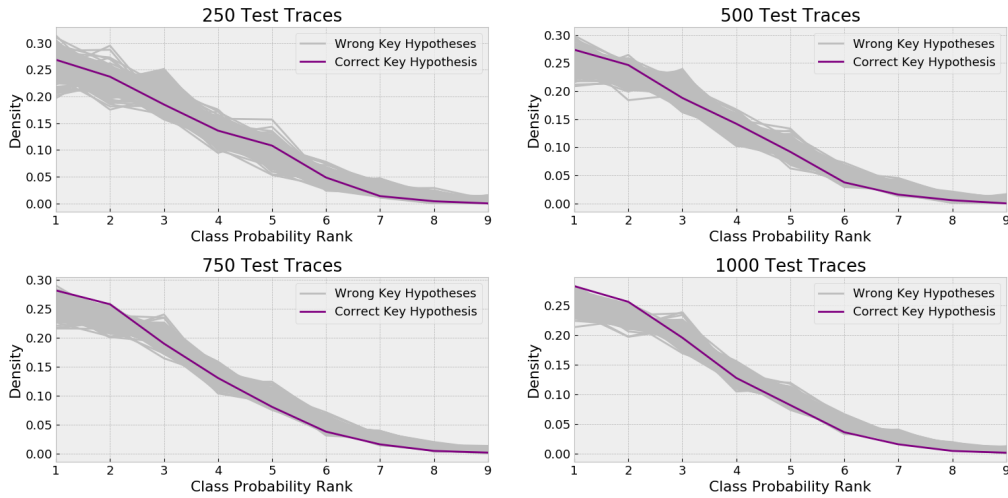 250 Test Traces
0.30
0.25
0.20
0.15
0.10
0.05
0.00
Density
Wrong Key Hypotheses
Correct Key Hypothesis
1 2 3 4 5 6 7 8 9
Class Probability Rank
500 Test Traces
0.30
0.25
0.20
0.15
0.10
0.05
0.00
Density
Wrong Key Hypotheses
Correct Key Hypothesis
1 2 3 4 5 6 7 8 9
Class Probability Rank
750 Test Traces
0.30
0.25
0.20
0.15
0.10
0.05
0.00
Density
Wrong Key Hypotheses
Correct Key Hypothesis
1 2 3 4 5 6 7 8 9
Class Probability Rank
1000 Test Traces
0.25
0.20
0.15
0.10
0.05
0.00
Density
Wrong Key Hypotheses
Correct Key Hypothesis
1 2 3 4 5 6 7 8 9
Class Probability Rank